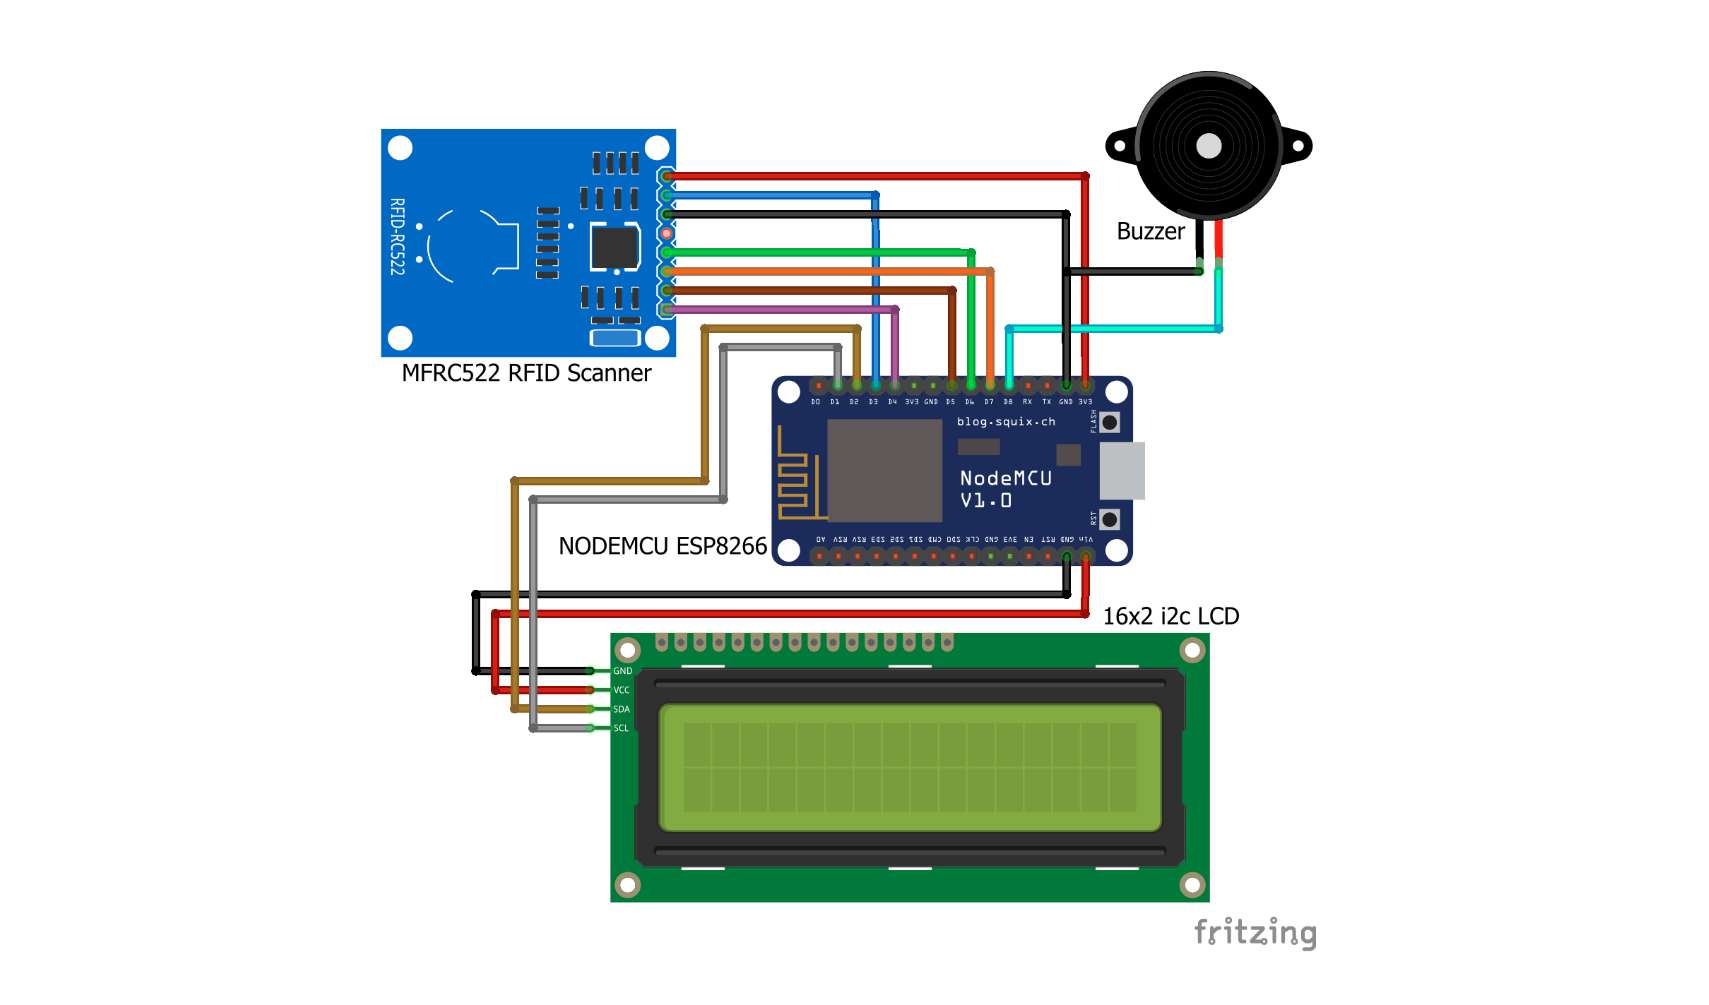 RFID-RC522
MFRC522 RFID Scanner
Buzzer
D0 D1 D2 D3 D4 3V3 GND D5 D6 D7 D8 RX TX GND 3V3
blog.squix.ch
FLASH
NodeMCU
V1.0
RST
NODEMCU ESP8266
A0 RSV RSV SD3 SD2 SD1 CMD SD0 CLK GND 3V3 EN RST GND Vin
16x2 i2c LCD
GND
VCC
SDA
SCL
fritzing